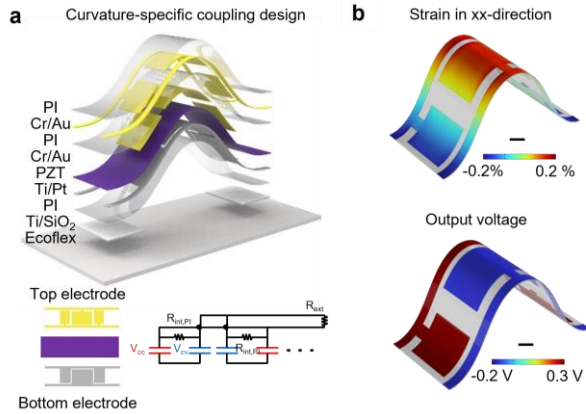 a
Curvature-specific coupling design
PI
Cr/Au
PI
Cr/Au
PZT
Ti/Pt
PI
Ti/SiO2
Ecoflex
Top electrode
Bottom electrode
Rext
Rint,PI
Vcc
Vcv
Rint,PI
b
Strain in xx-direction
-0.2%
0.2 %
Output voltage
-0.2 V
0.3 V